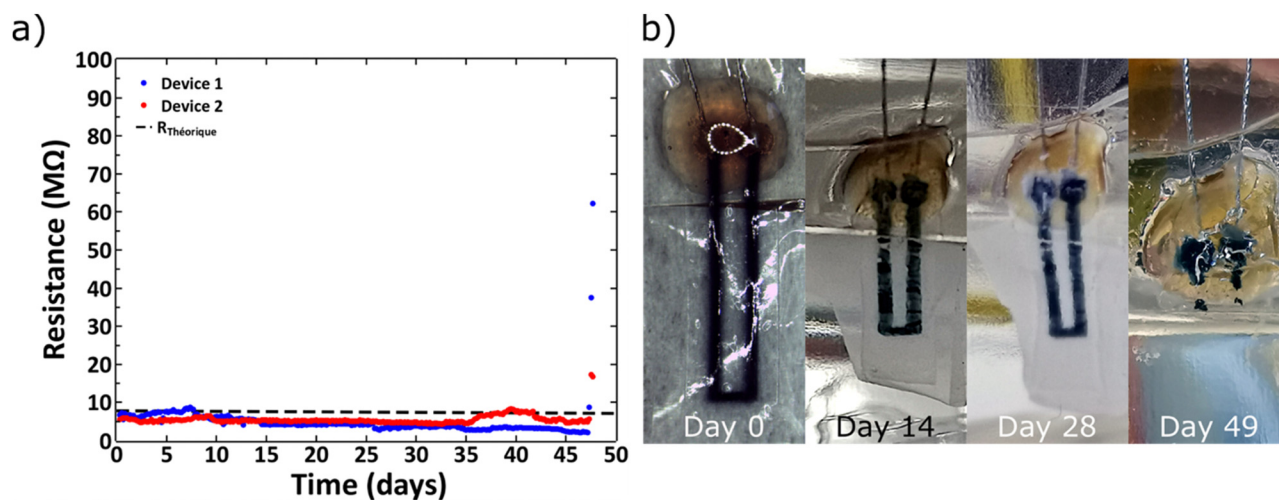 a)
b)
Resistance (MΩ)
100
90
80
70
60
50
40
30
20
10
0
Device 1
Device 2
R Théorique
0 5 10 15 20 25 30 35 40 45 50
Time (days)
Day 0
Day 14
Day 28
Day 49